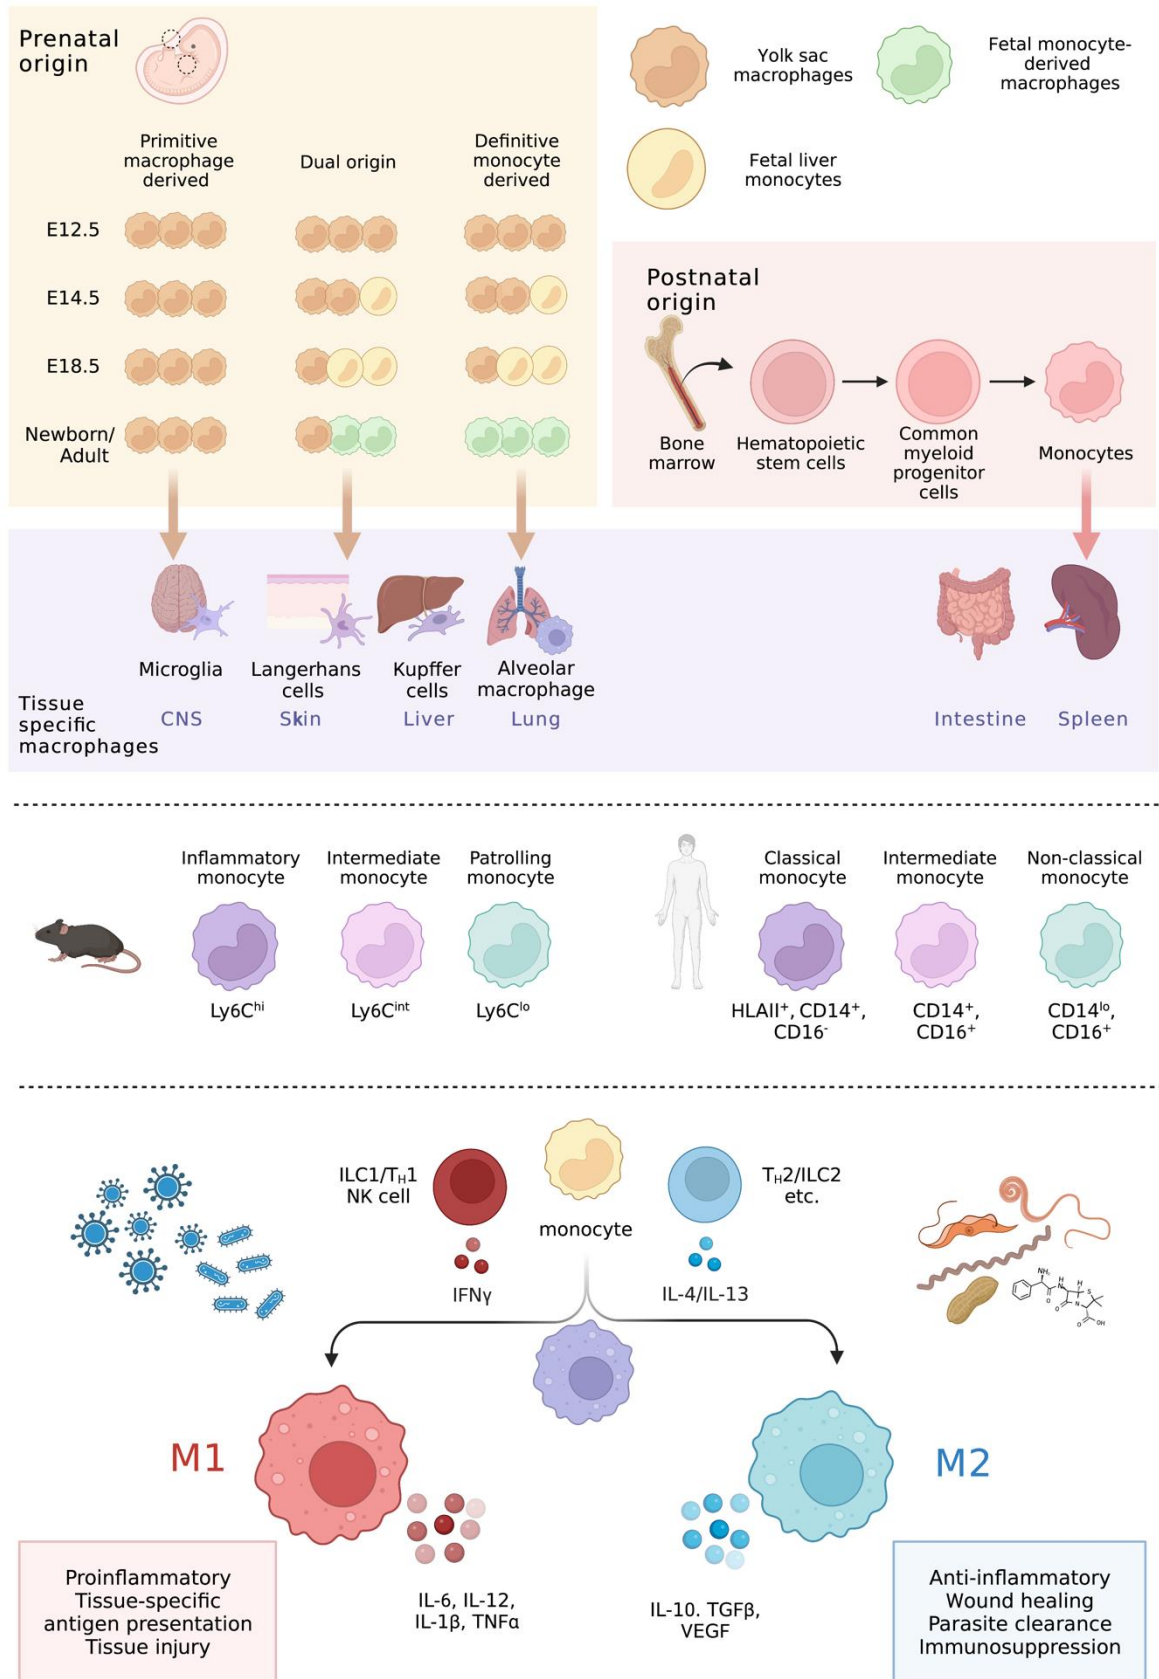 Prenatal
origin
Yolk sac
macrophages
Fetal monocyte-
derived
macrophages
Fetal liver
monocytes
Primitive
macrophage
derived
Dual origin
Definitive
monocyte
derived
E12.5
E14.5
E18.5
Newborn/
Adult
Postnatal
origin
Bone
marrow
Hematopoietic
stem cells
Common
myeloid
progenitor
cells
Monocytes
Microglia
Langerhans
cells
Kupffer
cells
Alveolar
macrophage
Tissue
specific
macrophages
CNS
Skin
Liver
Lung
Intestine
Spleen
Inflammatory
monocyte
Intermediate
monocyte
Patrolling
monocyte
Ly6Chi
Ly6Cint
Ly6Clo
Classical
monocyte
Intermediate
monocyte
Non-classical
monocyte
HLAII+, CD14+,
CD16-
CD14+,
CD16+
CD14lo,
CD16+
ILC1/TH1
NK cell
monocyte
TH2/ILC2
etc.
IFNγ
IL-4/IL-13
NH2
H
N
H
S
O
O
N
O
OH
M1
M2
IL-6, IL-12,
IL-1β, TNFα
IL-10. TGFβ,
VEGF
Proinflammatory
Tissue-specific
antigen presentation
Tissue injury
Anti-inflammatory
Wound healing
Parasite clearance
Immunosuppression